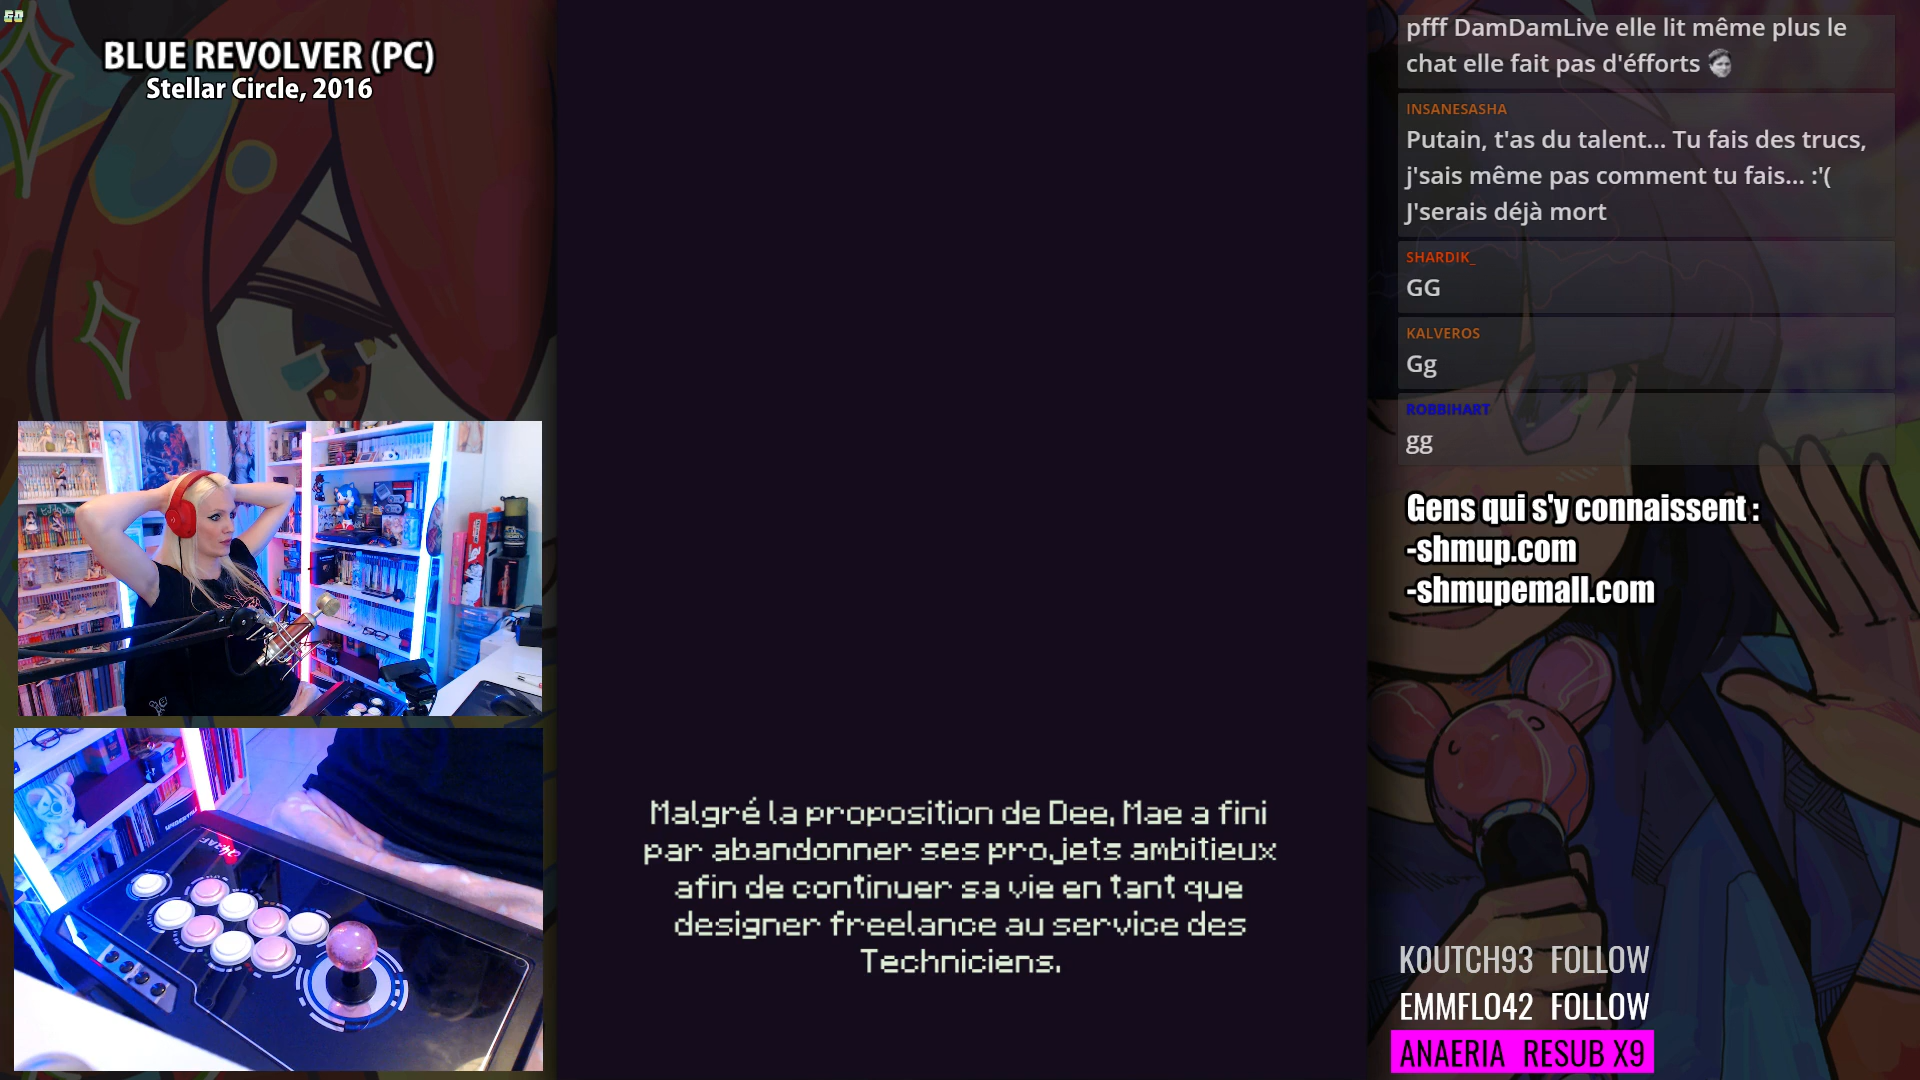 60
BLUE REVOLVER (PC)
Stellar Circle, 2016
pfff DamDamLive elle lit même plus le
chat elle fait pas d'éfforts
INSANESASHA
Putain, t'as du talent... Tu fais des trucs,
j'sais même pas comment tu fais... :'(
J'serais déjà mort
SHARDIK_
GG
KALVEROS
Gg
ROBBIHART
gg
Gens qui s'y connaissent :
-shmup.com
-shmupemall.com
Malgré la proposition de Dee, Mae a fini
par abandonner ses projets ambitieux
afin de continuer sa vie en tant que
designer freelance au service des
Techniciens.
KOUTCH93 FOLLOW
EMMFLO42 FOLLOW
ANAERIA RESUB X9